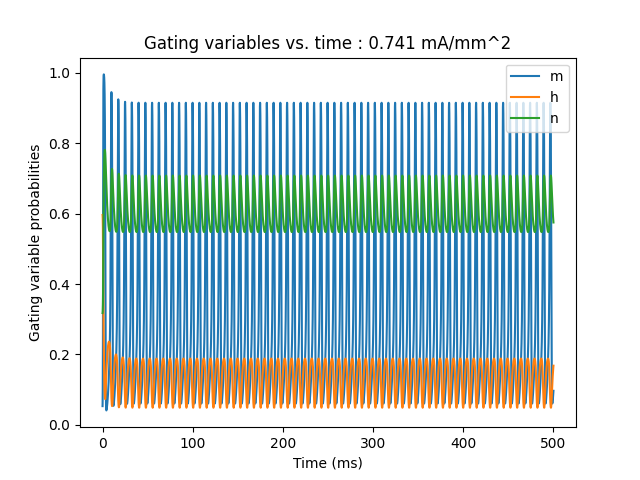 Gating variables vs. time : 0.741 mA/mm^2
m
h
n
1.0
0.8
0.6
0.4
0.2
0.0
Gating variable probabilities
0
100
200
300
400
500
Time (ms)